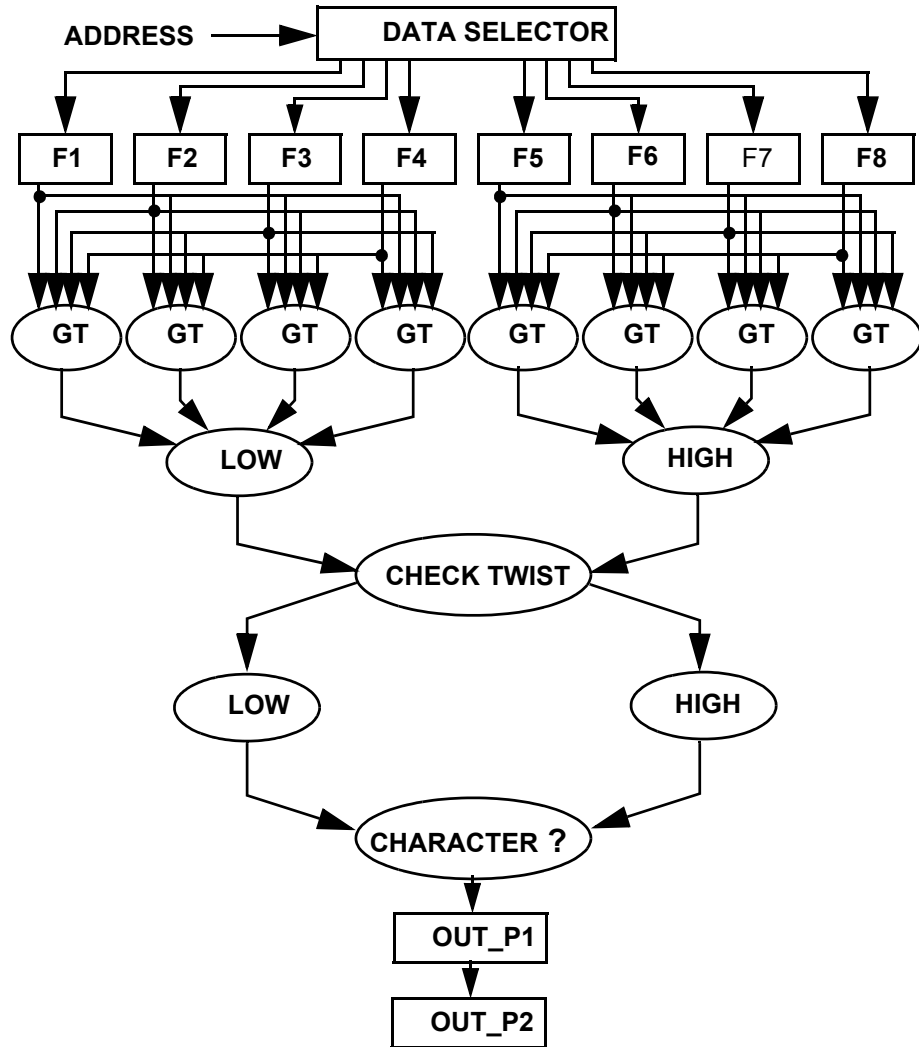 ADDRESS
DATA SELECTOR
F1 F2 F3 F4 F5 F6 F7 F8
GT GT GT GT GT GT GT GT
LOW HIGH
CHECK TWIST
LOW HIGH
CHARACTER ?
OUT_P1
OUT_P2